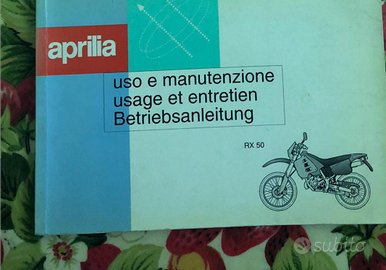 aprilia
uso e manutenzione
usage et entretien
Betriebsanleitung
RX 50
subito